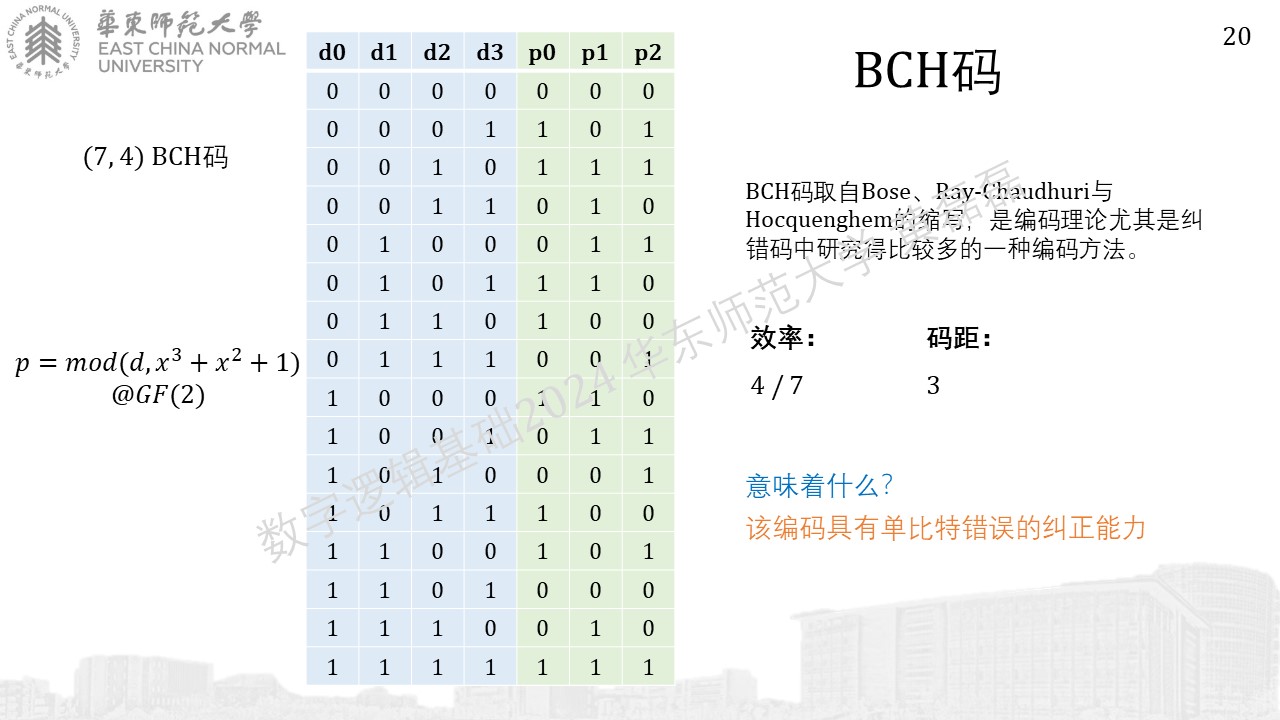 華東師範大學
EAST CHINA NORMAL
UNIVERSITY
20
BCH码
(7, 4) BCH码
p = mod(d, x³ + x² + 1)
@GF(2)
d0 d1 d2 d3 p0 p1 p2
0 0 0 0 0 0 0
0 0 0 1 1 0 1
0 0 1 0 1 1 1
0 0 1 1 0 1 0
0 1 0 0 0 1 1
0 1 0 1 1 1 0
0 1 1 0 1 0 0
0 1 1 1 0 0 1
1 0 0 0 1 1 0
1 0 0 1 0 1 1
1 0 1 0 0 0 1
1 0 1 1 1 0 0
1 1 0 0 1 0 1
1 1 0 1 0 0 0
1 1 1 0 0 1 0
1 1 1 1 1 1 1
BCH码取自Bose、Ray-Chaudhuri与
Hocquenghem的缩写，是编码理论尤其是纠
错码中研究得比较多的一种编码方法。
效率： 码距：
4 / 7 3
意味着什么？
该编码具有单比特错误的纠正能力
数字逻辑基础2024 华东师范大学 黄磊磊